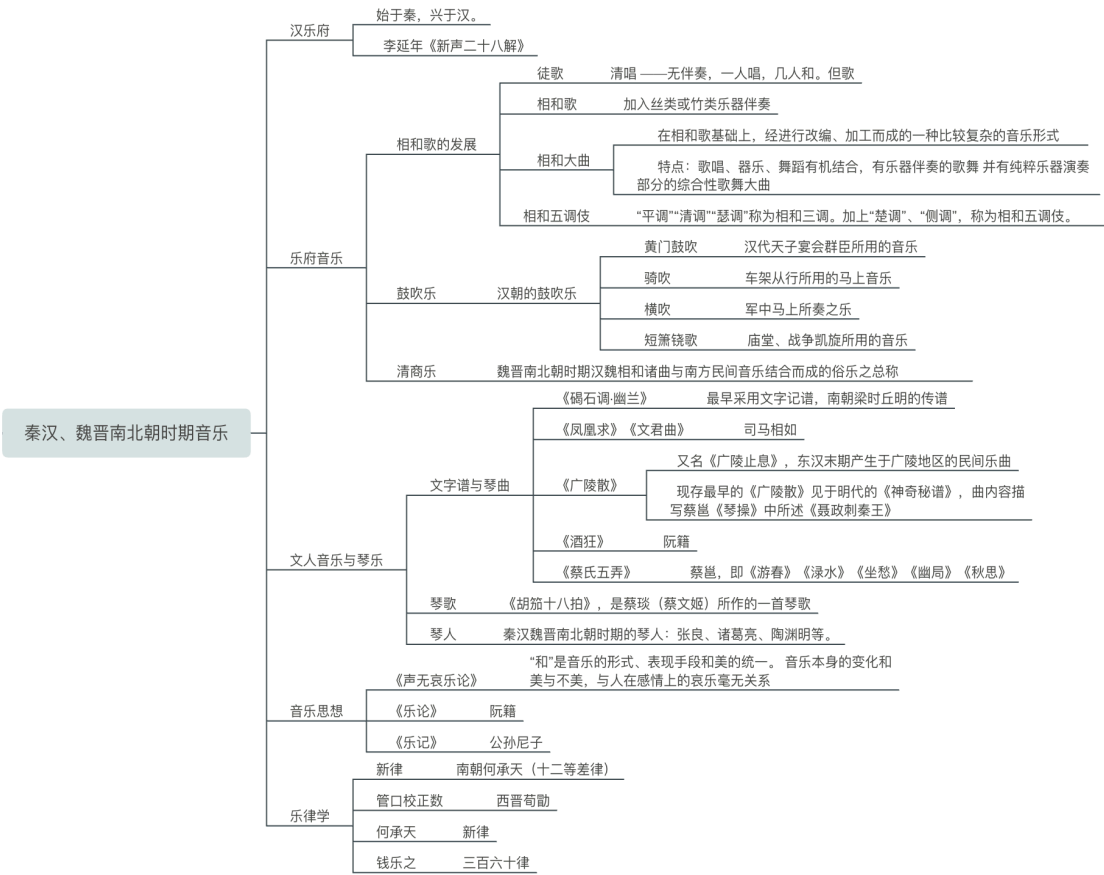 秦汉、魏晋南北朝时期音乐
汉乐府
始于秦，兴于汉。
李延年《新声二十八解》
乐府音乐
相和歌的发展
徒歌 清唱 ——无伴奏，一人唱，几人和。但歌
相和歌 加入丝类或竹类乐器伴奏
相和大曲
在相和歌基础上，经进行改编、加工而成的一种比较复杂的音乐形式
特点：歌唱、器乐、舞蹈有机结合，有乐器伴奏的歌舞 并有纯粹乐器演奏
部分的综合性歌舞大曲
相和五调伎 “平调”“清调”“瑟调”称为相和三调。加上“楚调”、“侧调”，称为相和五调伎。
鼓吹乐 汉朝的鼓吹乐
黄门鼓吹 汉代天子宴会群臣所用的音乐
骑吹 车架从行所用的马上音乐
横吹 军中马上所奏之乐
短箫铙歌 庙堂、战争凯旋所用的音乐
清商乐 魏晋南北朝时期汉魏相和诸曲与南方民间音乐结合而成的俗乐之总称
文人音乐与琴乐
文字谱与琴曲
《碣石调·幽兰》 最早采用文字记谱，南朝梁时丘明的传谱
《凤凰求》《文君曲》 司马相如
《广陵散》
又名《广陵止息》，东汉末期产生于广陵地区的民间乐曲
现存最早的《广陵散》见于明代的《神奇秘谱》，曲内容描
写蔡邕《琴操》中所述《聂政刺秦王》
《酒狂》 阮籍
《蔡氏五弄》 蔡邕，即《游春》《渌水》《坐愁》《幽局》《秋思》
琴歌 《胡笳十八拍》，是蔡琰（蔡文姬）所作的一首琴歌
琴人 秦汉魏晋南北朝时期的琴人：张良、诸葛亮、陶渊明等。
音乐思想
《声无哀乐论》
“和”是音乐的形式、表现手段和美的统一。 音乐本身的变化和
美与不美，与人在感情上的哀乐毫无关系
《乐论》 阮籍
《乐记》 公孙尼子
乐律学
新律 南朝何承天（十二等差律）
管口校正数 西晋荀勖
何承天 新律
钱乐之 三百六十律